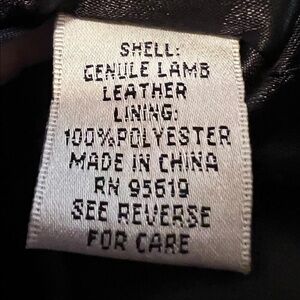 SHELL:
GENULE LAMB
LEATHER
LINING:
100%POLYESTER
MADE IN CHINA
RN 95619
SEE REVERSE
FOR CARE